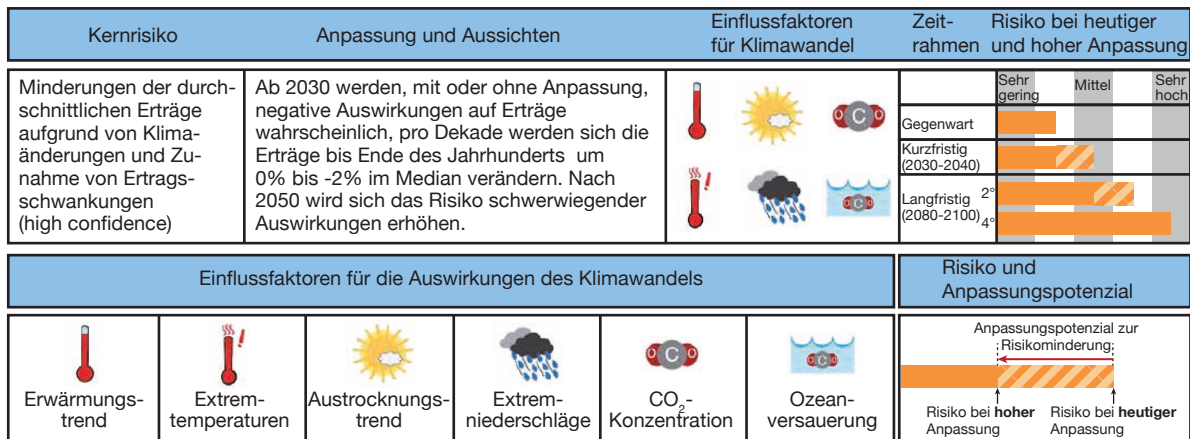 Kernrisiko
Anpassung und Aussichten
Einflussfaktoren
für Klimawandel
Zeit-
rahmen
Risiko bei heutiger
und hoher Anpassung
Minderungen der durch-
schnittlichen Erträge
aufgrund von Klima-
änderungen und Zu-
nahme von Ertrags-
schwankungen
(high confidence)
Ab 2030 werden, mit oder ohne Anpassung,
negative Auswirkungen auf Erträge
wahrscheinlich, pro Dekade werden sich die
Erträge bis Ende des Jahrhunderts um
0% bis -2% im Median verändern. Nach
2050 wird sich das Risiko schwerwiegender
Auswirkungen erhöhen.
O C O
O C O
Sehr
gering
Mittel
Sehr
hoch
Gegenwart
Kurzfristig
(2030-2040)
Langfristig
(2080-2100)
2°
4°
Einflussfaktoren für die Auswirkungen des Klimawandels
Risiko und
Anpassungspotenzial
Erwärmungs-
trend
Extrem-
temperaturen
Austrocknungs-
trend
Extrem-
niederschläge
O C O
CO₂-
Konzentration
O C O
Ozean-
versauerung
Anpassungspotenzial zur
Risikominderung
Risiko bei hoher
Anpassung
Risiko bei heutiger
Anpassung